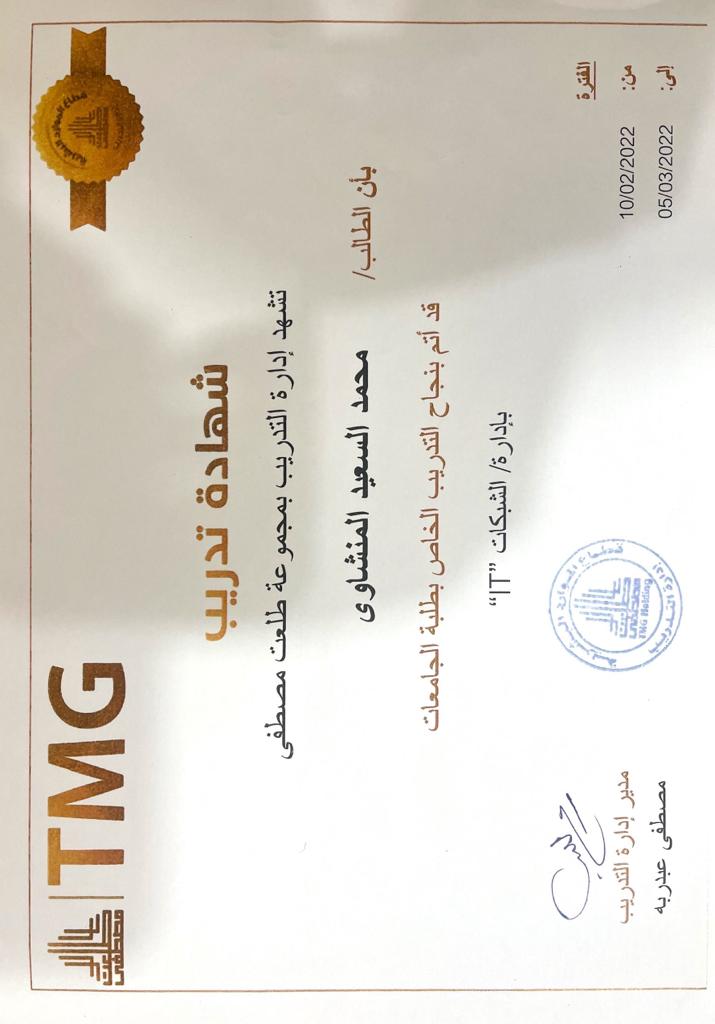 طلعت مصطفى
TMG
قطاع الموارد البشرية
إدارة التدريب
شهادة تدريب
تشهد إدارة التدريب بمجموعة طلعت مصطفى
بأن الطالب/ محمد السعيد المنشاوى
قد أتم بنجاح التدريب الخاص بطلبة الجامعات
بإدارة/ الشبكات “IT”
الفترة
من: 10/02/2022
إلى: 05/03/2022
قطاع الموارد البشرية
طلعت مصطفى
TMG Holding
إدارة التدريب
مدير إدارة التدريب
مصطفى عبدربه